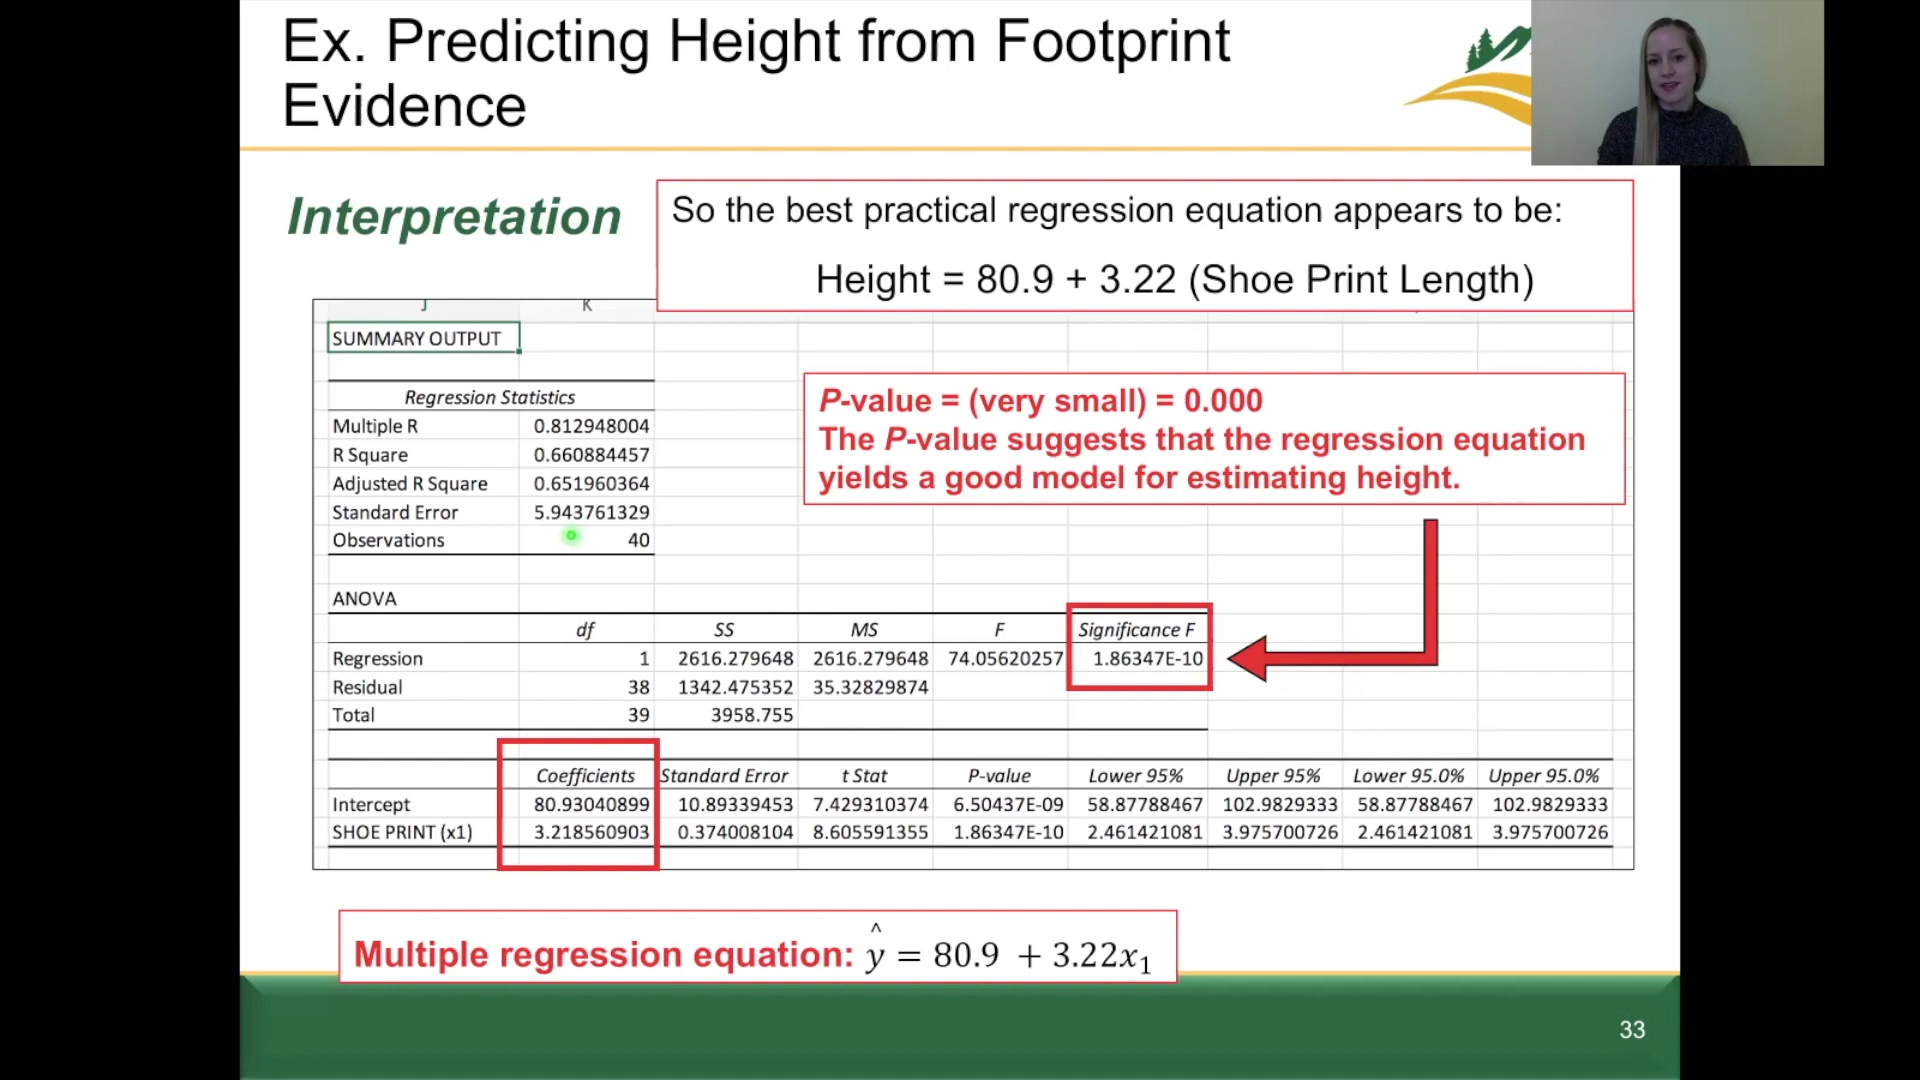 Ex. Predicting Height from Footprint
Evidence
Interpretation
So the best practical regression equation appears to be:
Height = 80.9 + 3.22 (Shoe Print Length)
J K
SUMMARY OUTPUT
Regression Statistics
Multiple R 0.812948004
R Square 0.660884457
Adjusted R Square 0.651960364
Standard Error 5.943761329
Observations 40
P-value = (very small) = 0.000
The P-value suggests that the regression equation
yields a good model for estimating height.
ANOVA
df SS MS F Significance F
Regression 1 2616.279648 2616.279648 74.05620257 1.86347E-10
Residual 38 1342.475352 35.32829874
Total 39 3958.755
Coefficients Standard Error t Stat P-value Lower 95% Upper 95% Lower 95.0% Upper 95.0%
Intercept 80.93040899 10.89339453 7.429310374 6.50437E-09 58.87788467 102.9829333 58.87788467 102.9829333
SHOE PRINT (x1) 3.218560903 0.374008104 8.605591355 1.86347E-10 2.461421081 3.975700726 2.461421081 3.975700726
Multiple regression equation: ŷ = 80.9 + 3.22x₁
33